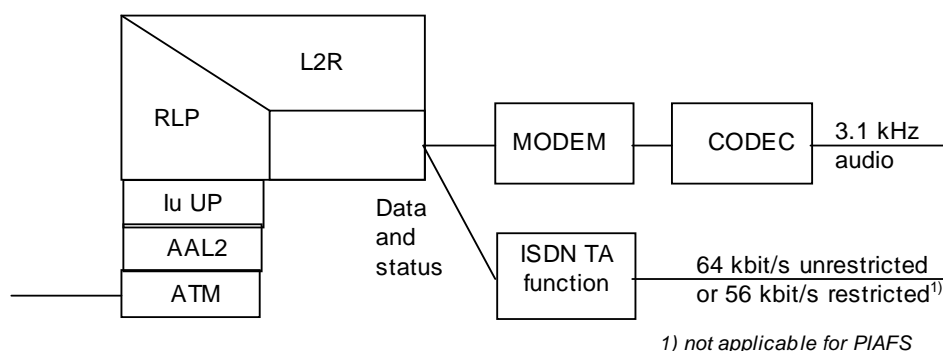 L2R
RLP
MODEM
CODEC
3.1 kHz
audio
Iu UP
AAL2
ATM
Data
and
status
ISDN TA
function
64 kbit/s unrestricted
or 56 kbit/s restricted1)
1) not applicable for PIAFS